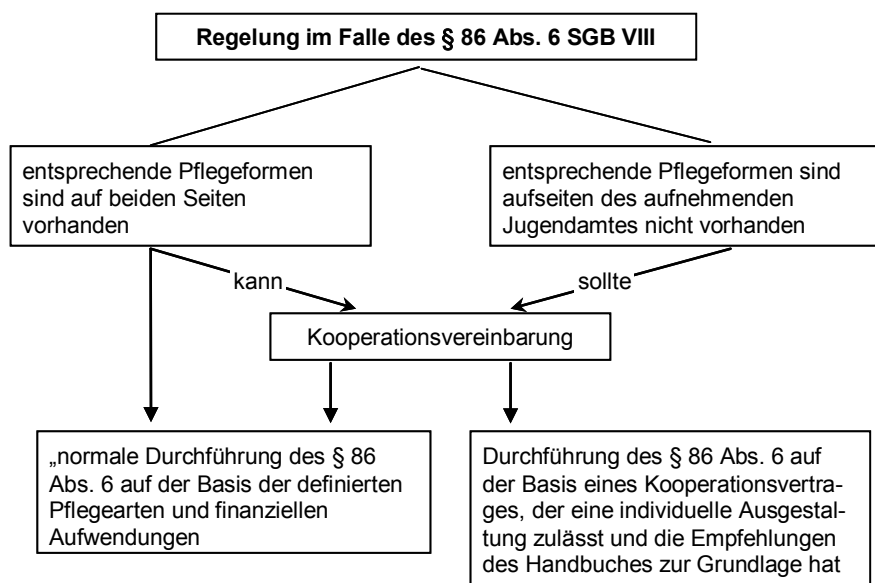 Regelung im Falle des § 86 Abs. 6 SGB VIII
entsprechende Pflegeformen
sind auf beiden Seiten
vorhanden
entsprechende Pflegeformen sind
aufseiten des aufnehmenden
Jugendamtes nicht vorhanden
kann
sollte
Kooperationsvereinbarung
„normale Durchführung des § 86
Abs. 6 auf der Basis der definierten
Pflegearten und finanziellen
Aufwendungen
Durchführung des § 86 Abs. 6 auf
der Basis eines Kooperationsvertra-
ges, der eine individuelle Ausgestal-
tung zulässt und die Empfehlungen
des Handbuches zur Grundlage hat